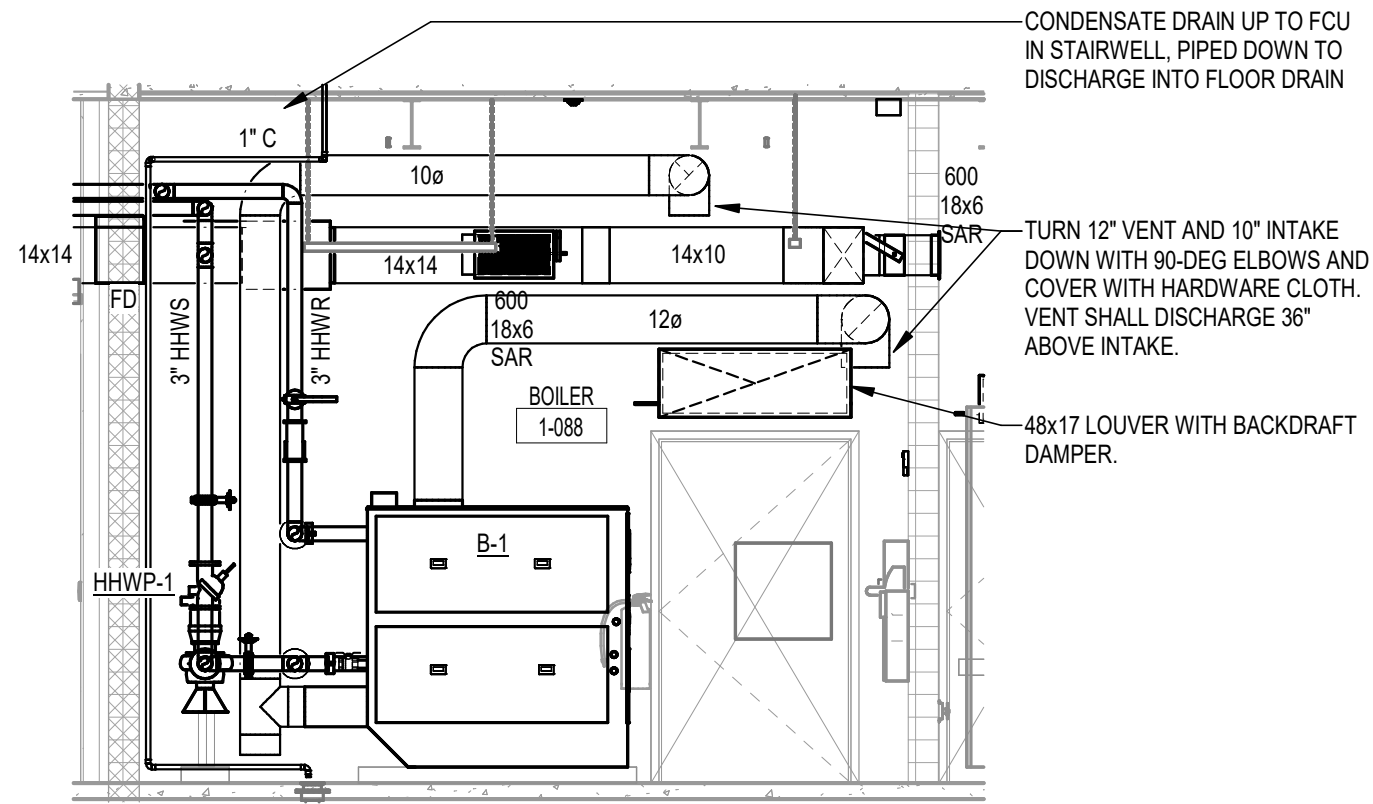 CONDENSATE DRAIN UP TO FCU
IN STAIRWELL, PIPED DOWN TO
DISCHARGE INTO FLOOR DRAIN
1" C
10ø
600
18x6
SAR
14x14
14x14
14x10
TURN 12" VENT AND 10" INTAKE
DOWN WITH 90-DEG ELBOWS AND
COVER WITH HARDWARE CLOTH.
VENT SHALL DISCHARGE 36"
ABOVE INTAKE.
FD
3" HHWS
3" HHWR
600
18x6
SAR
12ø
BOILER
1-088
48x17 LOUVER WITH BACKDRAFT
DAMPER.
B-1
HHWP-1